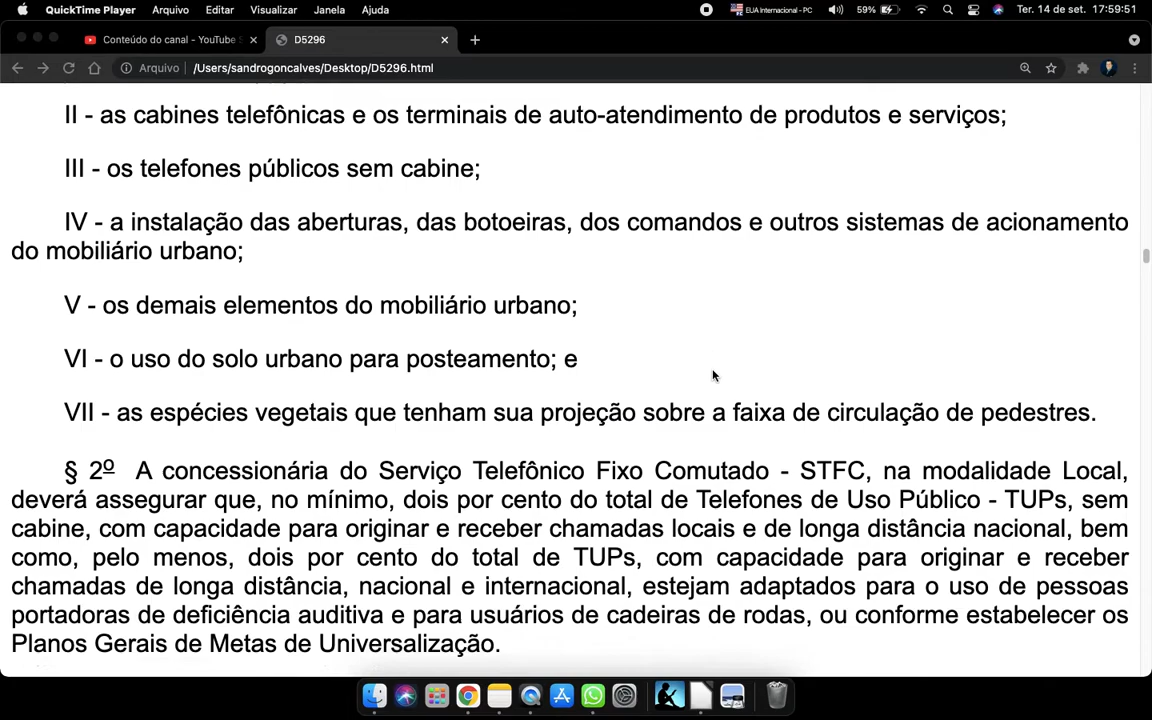 QuickTime Player Arquivo Editar Visualizar Janela Ajuda EUA Internacional - PC 59% Ter. 14 de set. 17:59:51
Conteúdo do canal - YouTube S D5296
Arquivo /Users/sandrogoncalves/Desktop/D5296.html
II - as cabines telefônicas e os terminais de auto-atendimento de produtos e serviços;
III - os telefones públicos sem cabine;
IV - a instalação das aberturas, das botoeiras, dos comandos e outros sistemas de acionamento
do mobiliário urbano;
V - os demais elementos do mobiliário urbano;
VI - o uso do solo urbano para posteamento; e
VII - as espécies vegetais que tenham sua projeção sobre a faixa de circulação de pedestres.
§ 2º A concessionária do Serviço Telefônico Fixo Comutado - STFC, na modalidade Local,
deverá assegurar que, no mínimo, dois por cento do total de Telefones de Uso Público - TUPs, sem
cabine, com capacidade para originar e receber chamadas locais e de longa distância nacional, bem
como, pelo menos, dois por cento do total de TUPs, com capacidade para originar e receber
chamadas de longa distância, nacional e internacional, estejam adaptados para o uso de pessoas
portadoras de deficiência auditiva e para usuários de cadeiras de rodas, ou conforme estabelecer os
Planos Gerais de Metas de Universalização.